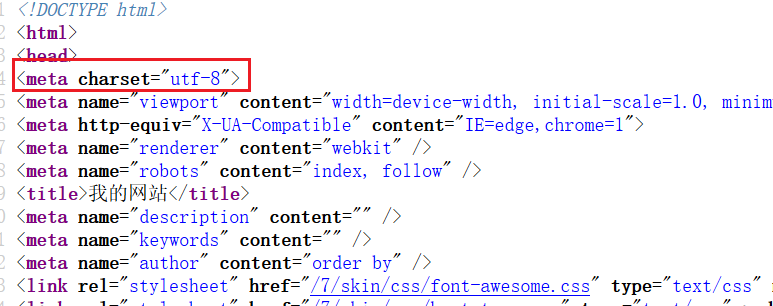 1 <!DOCTYPE html>
2 <html>
3 <head>
4 <meta charset="utf-8">
5 <meta name="viewport" content="width=device-width, initial-scale=1.0, minim
6 <meta http-equiv="X-UA-Compatible" content="IE=edge,chrome=1">
7 <meta name="renderer" content="webkit" />
8 <meta name="robots" content="index, follow" />
9 <title>我的网站</title>
0 <meta name="description" content="" />
1 <meta name="keywords" content="" />
2 <meta name="author" content="order by" />
3 <link rel="stylesheet" href="/7/skin/css/font-awesome.css" type="text/css"